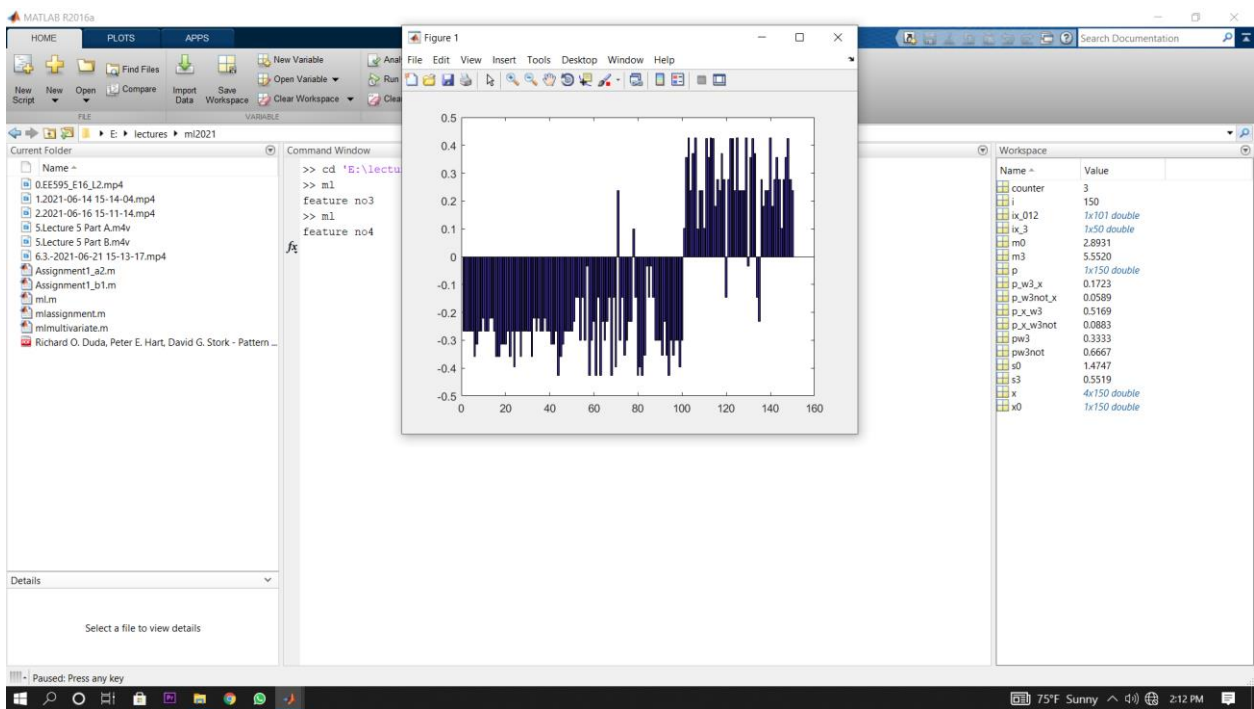 MATLAB R2016a
HOME PLOTS APPS
Search Documentation
New Script
New
Open
Find Files
Compare
Import Data
Save Workspace
New Variable
Open Variable
Clear Workspace
FILE
VARIABLE
E: lectures ml2021
Current Folder
Name
0.EE595_E16_L2.mp4
1.2021-06-14 15-14-04.mp4
2.2021-06-16 15-11-14.mp4
5.Lecture 5 Part A.m4v
5.Lecture 5 Part B.m4v
6.3.-2021-06-21 15-13-17.mp4
Assignment1_a2.m
Assignment1_b1.m
ml.m
mlassignment.m
mlmultivariate.m
Richard O. Duda, Peter E. Hart, David G. Stork - Pattern ...
Details
Select a file to view details
Command Window
>> cd 'E:\lectu
>> ml
feature no3
>> ml
feature no4
fx
Figure 1
File Edit View Insert Tools Desktop Window Help
0.5
0.4
0.3
0.2
0.1
0
-0.1
-0.2
-0.3
-0.4
-0.5
0 20 40 60 80 100 120 140 160
Workspace
Name Value
counter 3
i 150
ix_012 1x101 double
ix_3 1x50 double
m0 2.8931
m3 5.5520
p 1x150 double
p_w3_x 0.1723
p_w3not_x 0.0589
p_x_w3 0.5169
p_x_w3not 0.0883
pw3 0.3333
pw3not 0.6667
s0 1.4747
s3 0.5519
x 4x150 double
x0 1x150 double
Paused: Press any key
75°F Sunny 2:12 PM